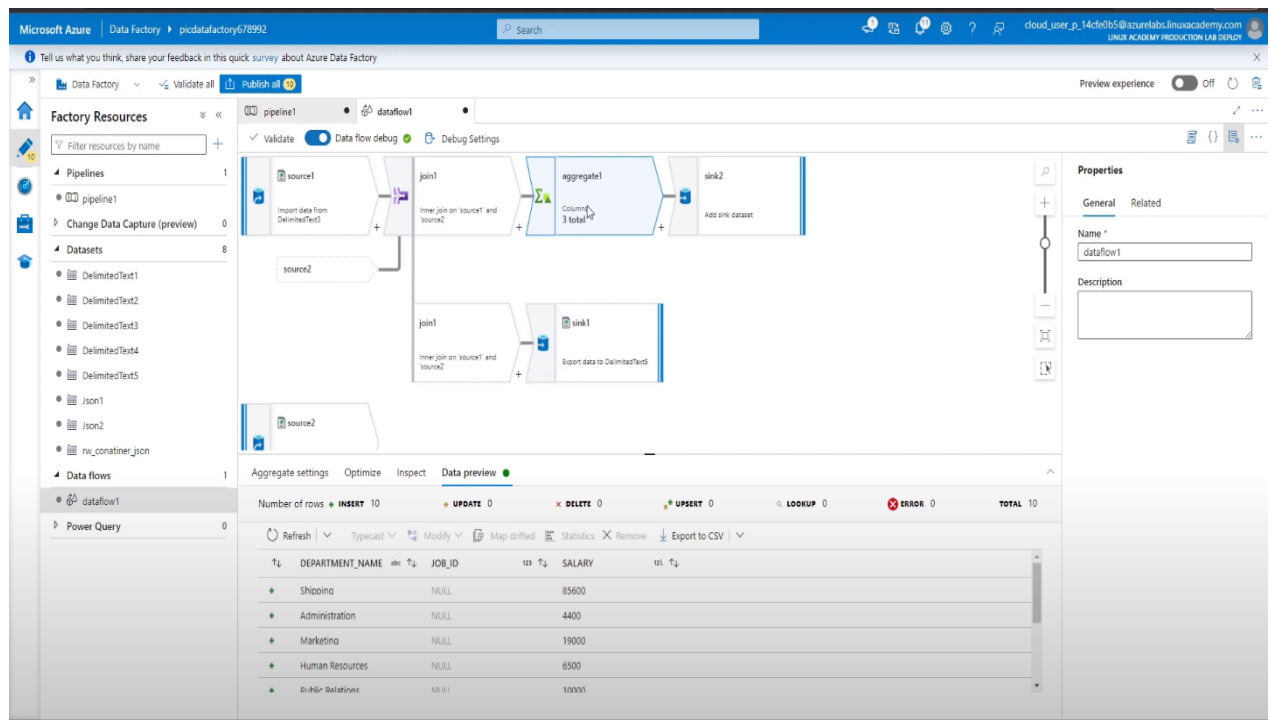 Microsoft Azure Data Factory picdatafactory678992 Search cloud_user_p_14cfe0b5@azurelabs.linuxacademy.com
LINUX ACADEMY PRODUCTION LAB DEPLOY
Tell us what you think, share your feedback in this quick survey about Azure Data Factory
Data Factory Validate all Publish all 10 Preview experience Off
Factory Resources
Filter resources by name
10
Pipelines 1
pipeline1
Change Data Capture (preview) 0
Datasets 8
DelimitedText1
DelimitedText2
DelimitedText3
DelimitedText4
DelimitedText5
Json1
Json2
rw_conatiner_json
Data flows 1
dataflow1
Power Query 0
pipeline1 dataflow1
Validate Data flow debug Debug Settings
source1
Import data from
DelimitedText3
join1
Inner join on 'source1' and
'source2'
aggregate1
Columns
3 total
sink2
Add sink dataset
source2
join1
Inner join on 'source1' and
'source2'
sink1
Export data to DelimitedText5
source2
Properties
General Related
Name *
dataflow1
Description
Aggregate settings Optimize Inspect Data preview
Number of rows INSERT 10 UPDATE 0 DELETE 0 UPSERT 0 LOOKUP 0 ERROR 0 TOTAL 10
Refresh Typecast Modify Map drifted Statistics Remove Export to CSV
DEPARTMENT_NAME abc JOB_ID 123 SALARY
Shipping NULL 85600
Administration NULL 4400
Marketing NULL 19000
Human Resources NULL 6500
Public Relations NULL 10000